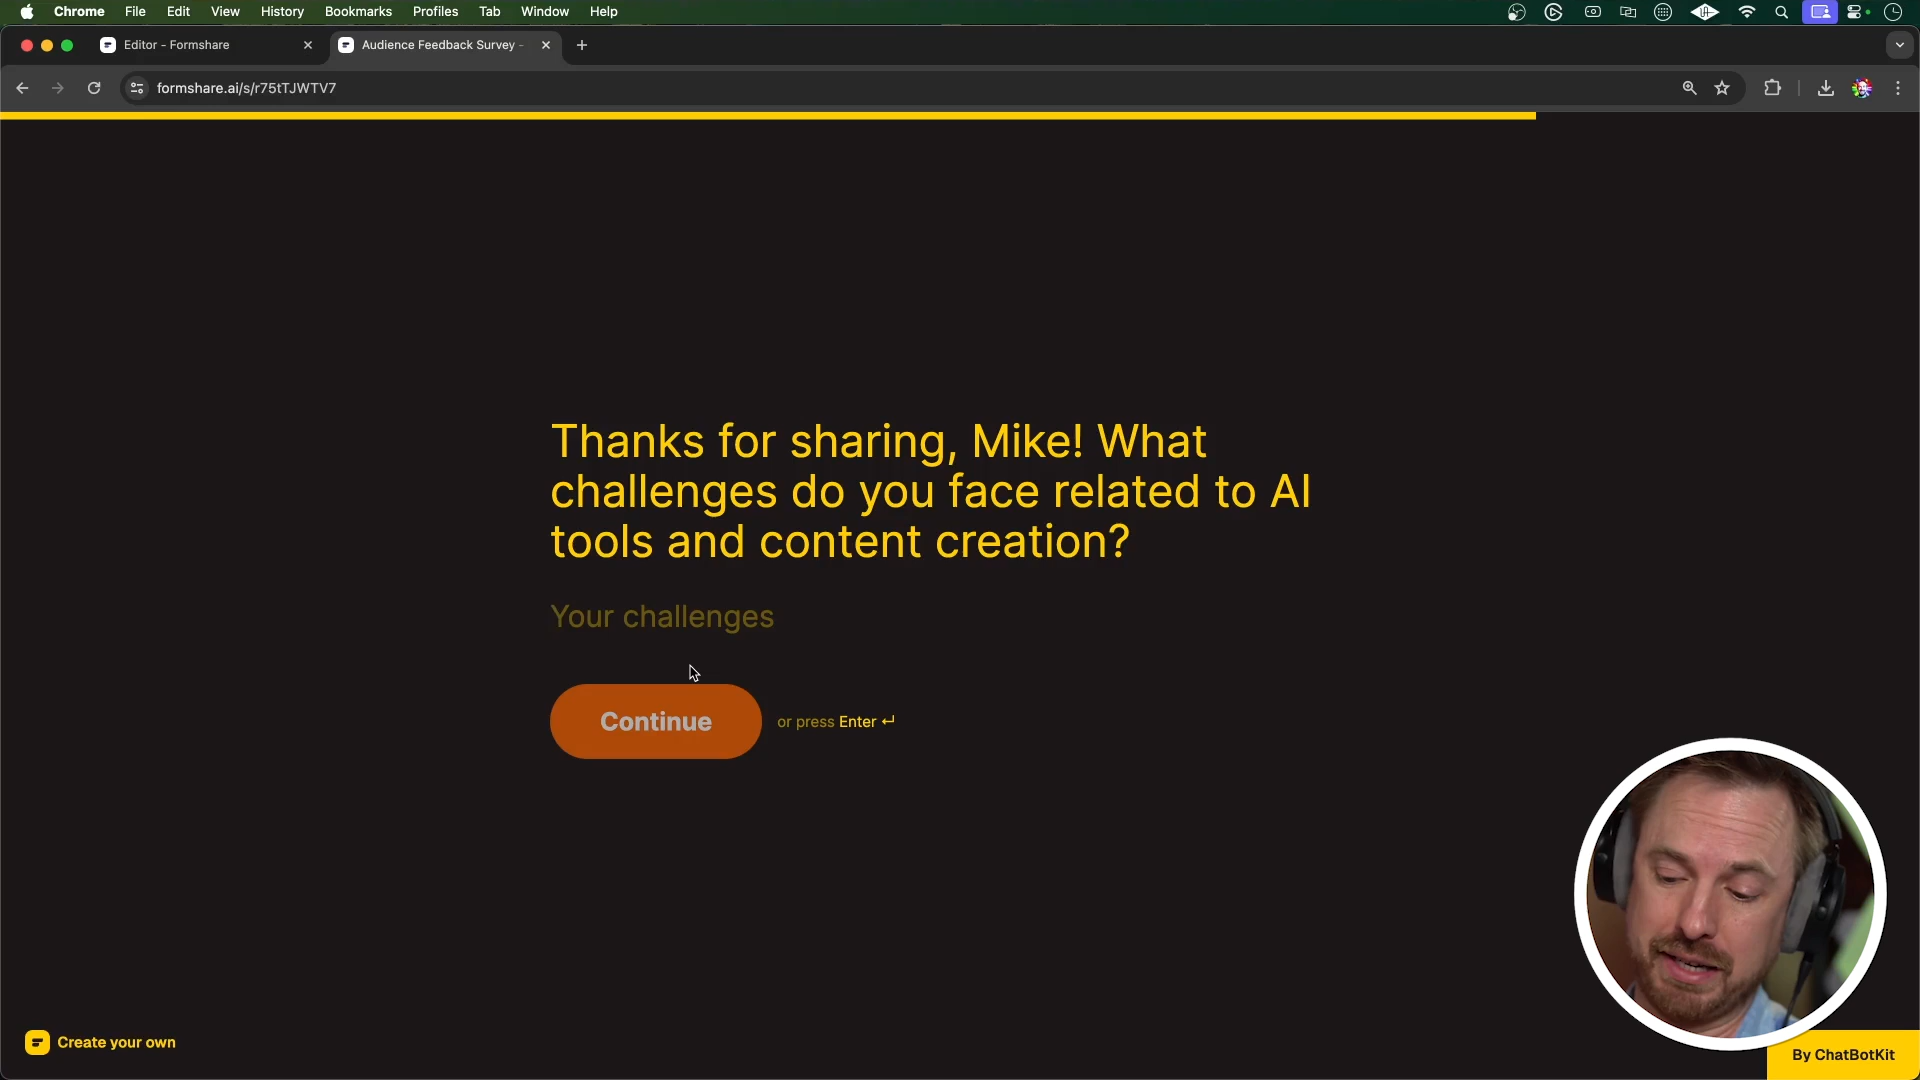 Chrome File Edit View History Bookmarks Profiles Tab Window Help
Editor - Formshare
Audience Feedback Survey -
formshare.ai/s/r75tTJWTV7
Thanks for sharing, Mike! What
challenges do you face related to AI
tools and content creation?
Your challenges
Continue or press Enter ↵
Create your own
By ChatBotKit